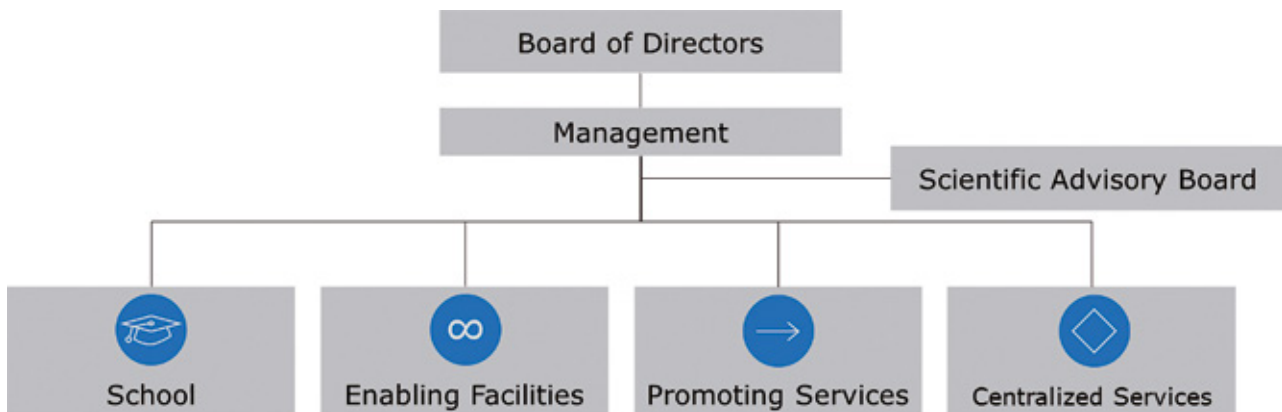 Board of Directors
Management
Scientific Advisory Board
School
Enabling Facilities
Promoting Services
Centralized Services